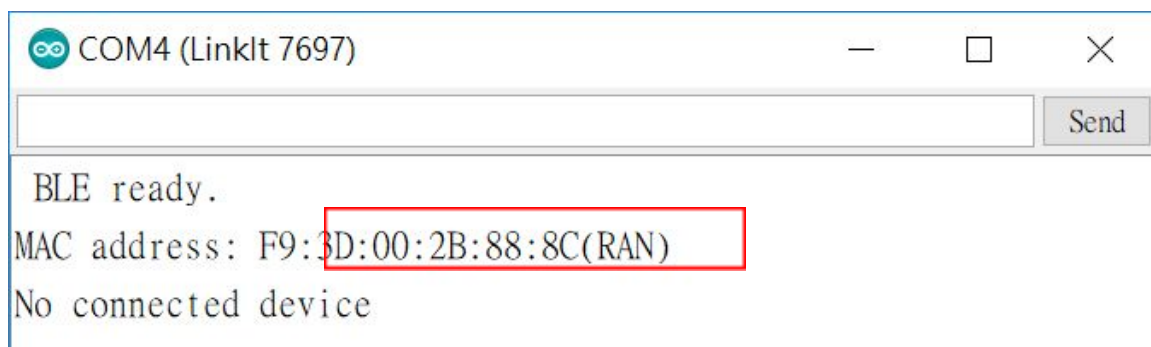 COM4 (LinkIt 7697)
Send
BLE ready.
MAC address: F9:3D:00:2B:88:8C(RAN)
No connected device